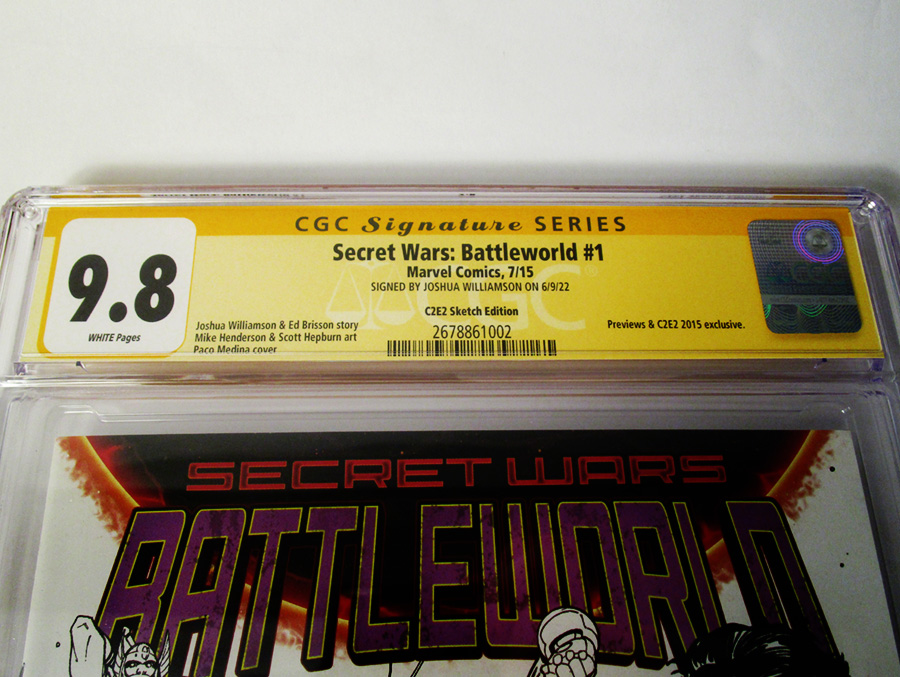 CGC Signature SERIES
Secret Wars: Battleworld #1
Marvel Comics, 7/15
SIGNED BY JOSHUA WILLIAMSON ON 6/9/22
9.8
WHITE Pages
C2E2 Sketch Edition
2678861002
Joshua Williamson & Ed Brisson story
Mike Henderson & Scott Hepburn art
Paco Medina cover
Previews & C2E2 2015 exclusive.
CGC
SECRET WARS
BATTLEWORLD